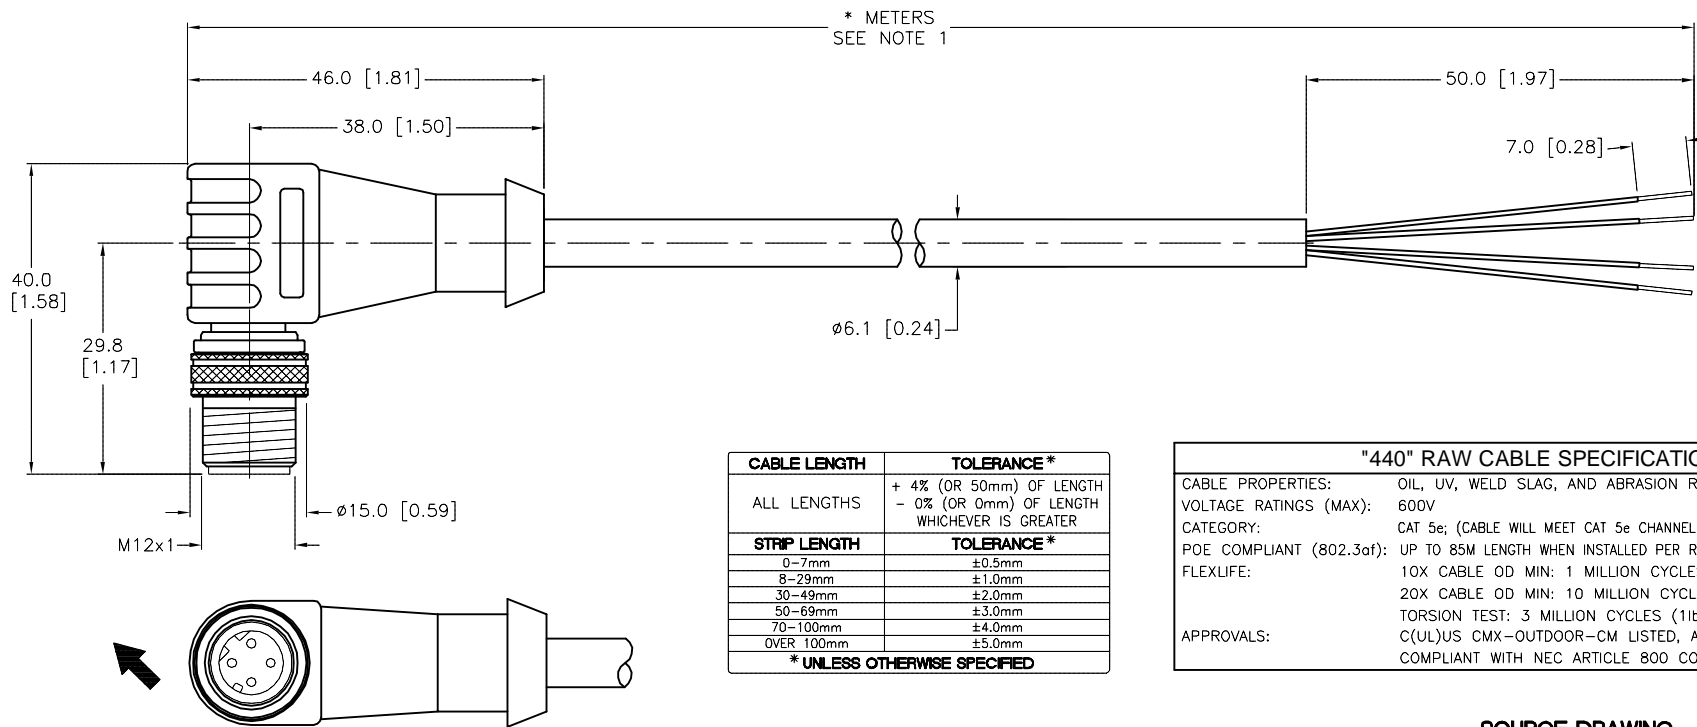 * METERS
SEE NOTE 1
46.0 [1.81]
50.0 [1.97]
38.0 [1.50]
7.0 [0.28]
40.0
[1.58]
29.8
[1.17]
ø6.1 [0.24]
ø15.0 [0.59]
M12x1
CABLE LENGTH TOLERANCE *
ALL LENGTHS + 4% (OR 50mm) OF LENGTH
- 0% (OR 0mm) OF LENGTH
WHICHEVER IS GREATER
STRIP LENGTH TOLERANCE *
0-7mm ±0.5mm
8-29mm ±1.0mm
30-49mm ±2.0mm
50-69mm ±3.0mm
70-100mm ±4.0mm
OVER 100mm ±5.0mm
* UNLESS OTHERWISE SPECIFIED
"440" RAW CABLE SPECIFICATIO
CABLE PROPERTIES: OIL, UV, WELD SLAG, AND ABRASION R
VOLTAGE RATINGS (MAX): 600V
CATEGORY: CAT 5e; (CABLE WILL MEET CAT 5e CHANNEL
POE COMPLIANT (802.3af): UP TO 85M LENGTH WHEN INSTALLED PER R
FLEXLIFE: 10X CABLE OD MIN: 1 MILLION CYCLE
20X CABLE OD MIN: 10 MILLION CYCL
TORSION TEST: 3 MILLION CYCLES (1lb
APPROVALS: C(UL)US CMX-OUTDOOR-CM LISTED, A
COMPLIANT WITH NEC ARTICLE 800 CO